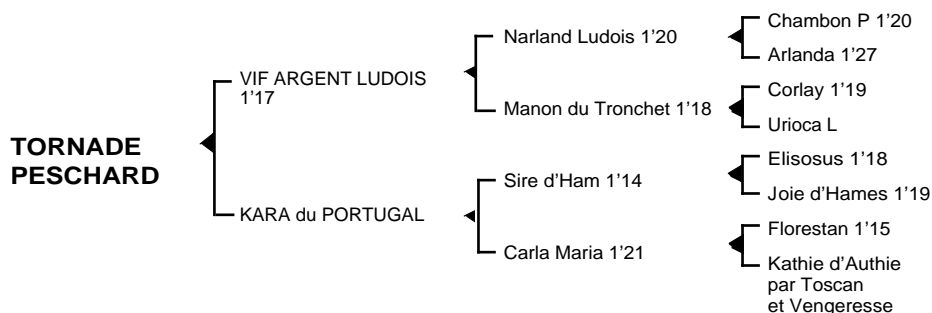 TORNADE
PESCHARD
VIF ARGENT LUDOIS
1'17
KARA du PORTUGAL
Narland Ludois 1'20
Manon du Tronchet 1'18
Sire d'Ham 1'14
Carla Maria 1'21
Chambon P 1'20
Arlanda 1'27
Corlay 1'19
Urioca L
Elisosus 1'18
Joie d'Hames 1'19
Florestan 1'15
Kathie d'Authie
par Toscan
et Vengeresse